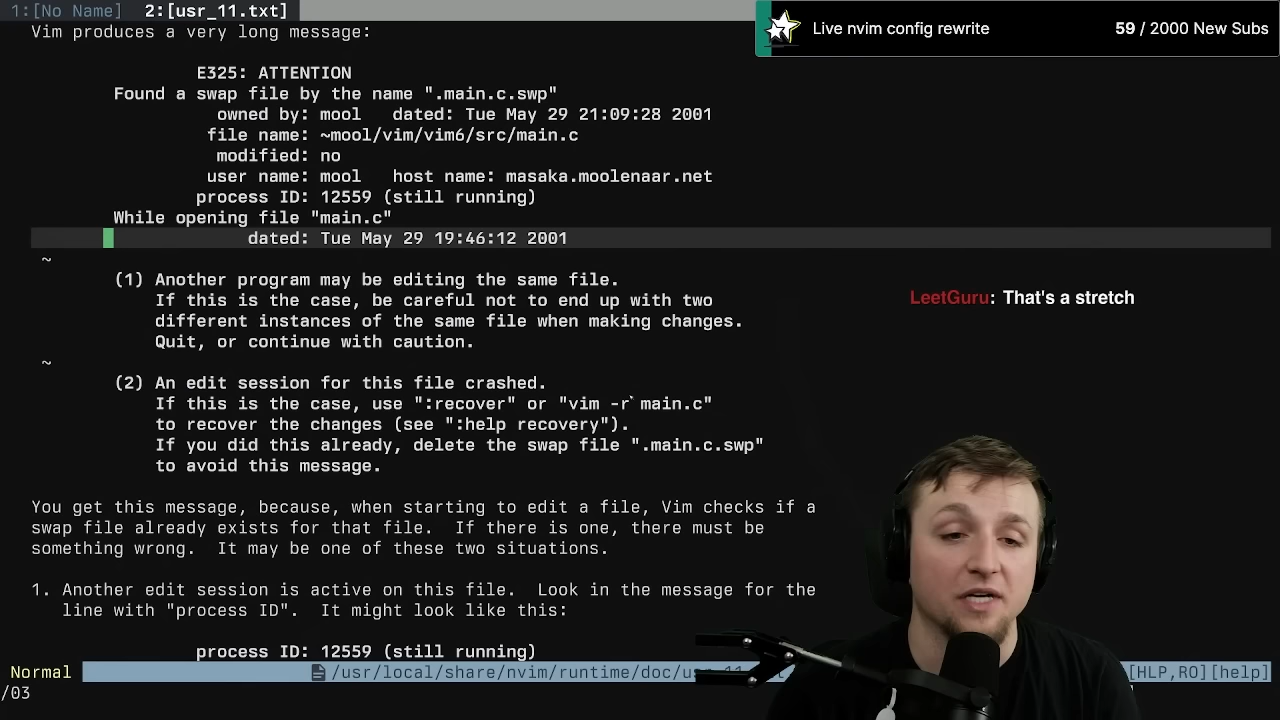 1:[No Name]  2:[usr_11.txt]
Vim produces a very long message:
Live nvim config rewrite
59 / 2000 New Subs
E325: ATTENTION
Found a swap file by the name ".main.c.swp"
owned by: mool   dated: Tue May 29 21:09:28 2001
file name: ~mool/vim/vim6/src/main.c
modified: no
user name: mool   host name: masaka.moolenaar.net
process ID: 12559 (still running)
While opening file "main.c"
dated: Tue May 29 19:46:12 2001
~
(1) Another program may be editing the same file.
If this is the case, be careful not to end up with two
different instances of the same file when making changes.
Quit, or continue with caution.
LeetGuru: That's a stretch
~
(2) An edit session for this file crashed.
If this is the case, use ":recover" or "vim -r main.c"
to recover the changes (see ":help recovery").
If you did this already, delete the swap file ".main.c.swp"
to avoid this message.
You get this message, because, when starting to edit a file, Vim checks if a
swap file already exists for that file.  If there is one, there must be
something wrong.  It may be one of these two situations.
1. Another edit session is active on this file.  Look in the message for the
line with "process ID".  It might look like this:
process ID: 12559 (still running)
Normal
/usr/local/share/nvim/runtime/doc/
[HLP,RO][help]
/03